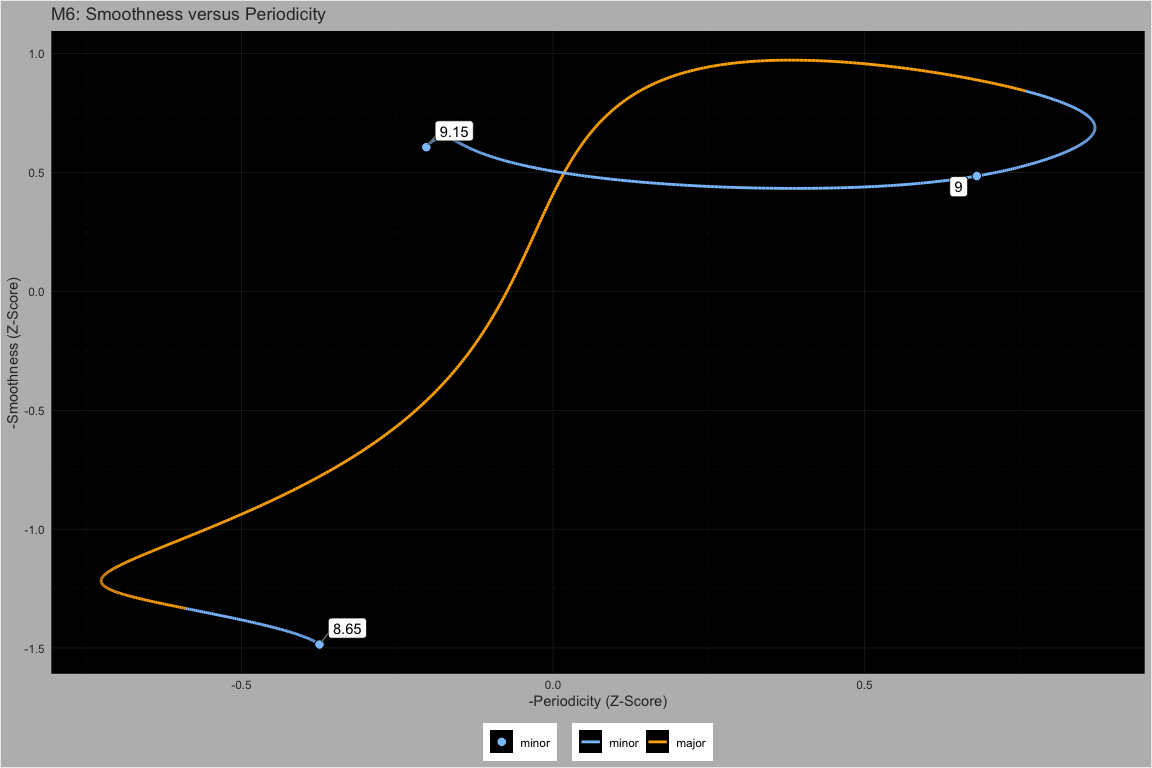 M6: Smoothness versus Periodicity
1.0
0.5
0.0
-0.5
-1.0
-1.5
-Smoothness (Z-Score)
9.15
9
8.65
-0.5
0.0
0.5
-Periodicity (Z-Score)
minor
minor
major